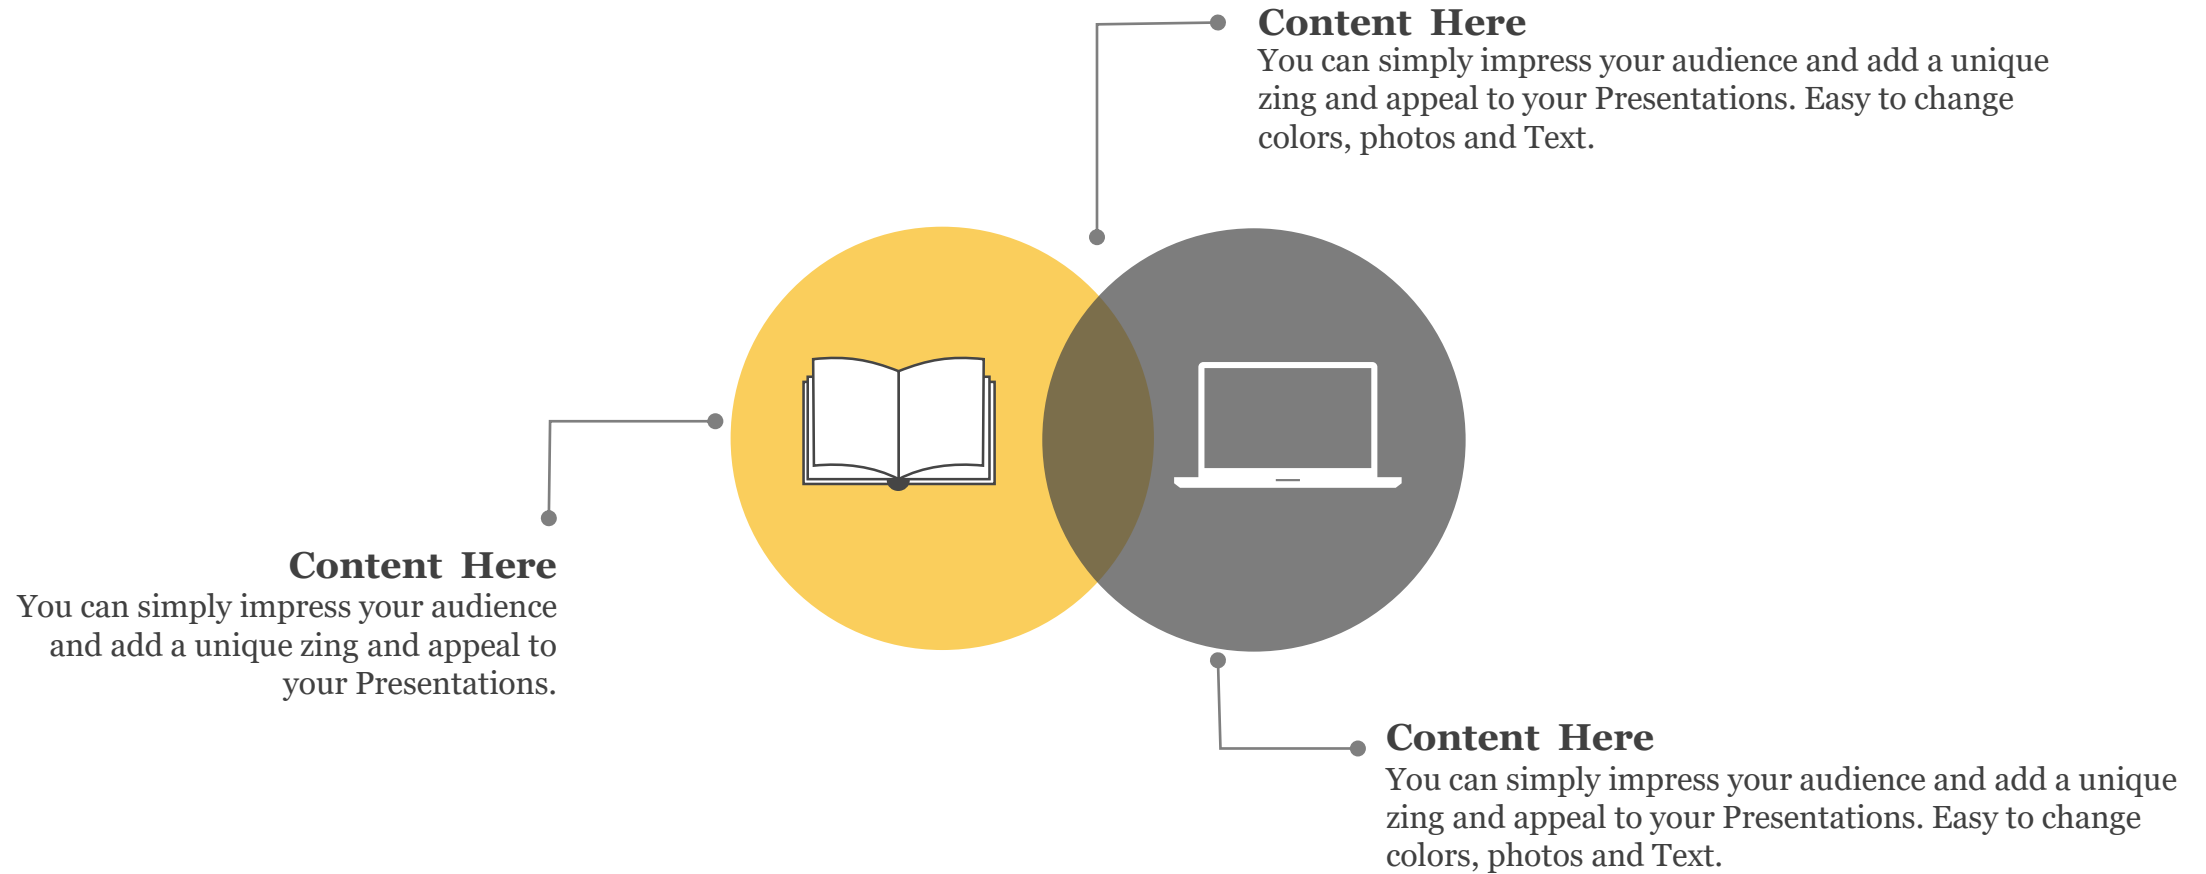 Content Here
You can simply impress your audience and add a unique
zing and appeal to your Presentations. Easy to change
colors, photos and Text.
Content Here
You can simply impress your audience
and add a unique zing and appeal to
your Presentations.
Content Here
You can simply impress your audience and add a unique
zing and appeal to your Presentations. Easy to change
colors, photos and Text.